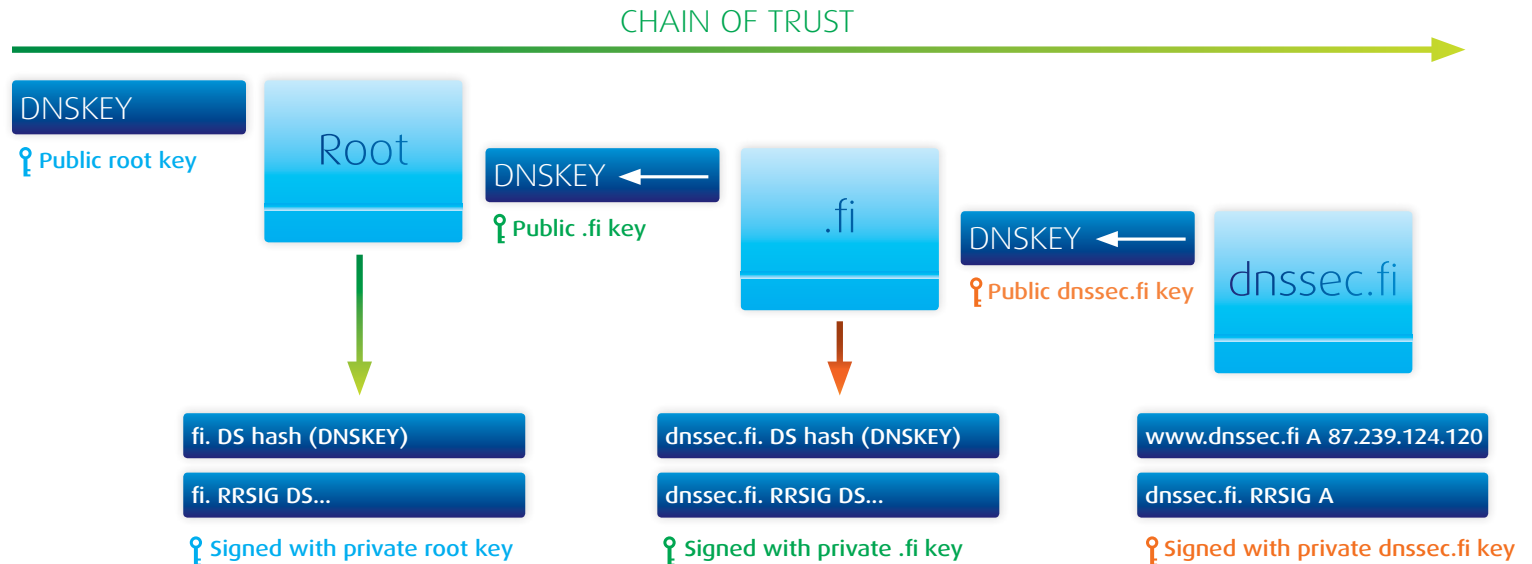 CHAIN OF TRUST
DNSKEY
Public root key
Root
DNSKEY
Public .fi key
.fi
DNSKEY
Public dnssec.fi key
dnssec.fi
fi. DS hash (DNSKEY)
fi. RRSIG DS...
Signed with private root key
dnssec.fi. DS hash (DNSKEY)
dnssec.fi. RRSIG DS...
Signed with private .fi key
www.dnssec.fi A 87.239.124.120
dnssec.fi. RRSIG A
Signed with private dnssec.fi key